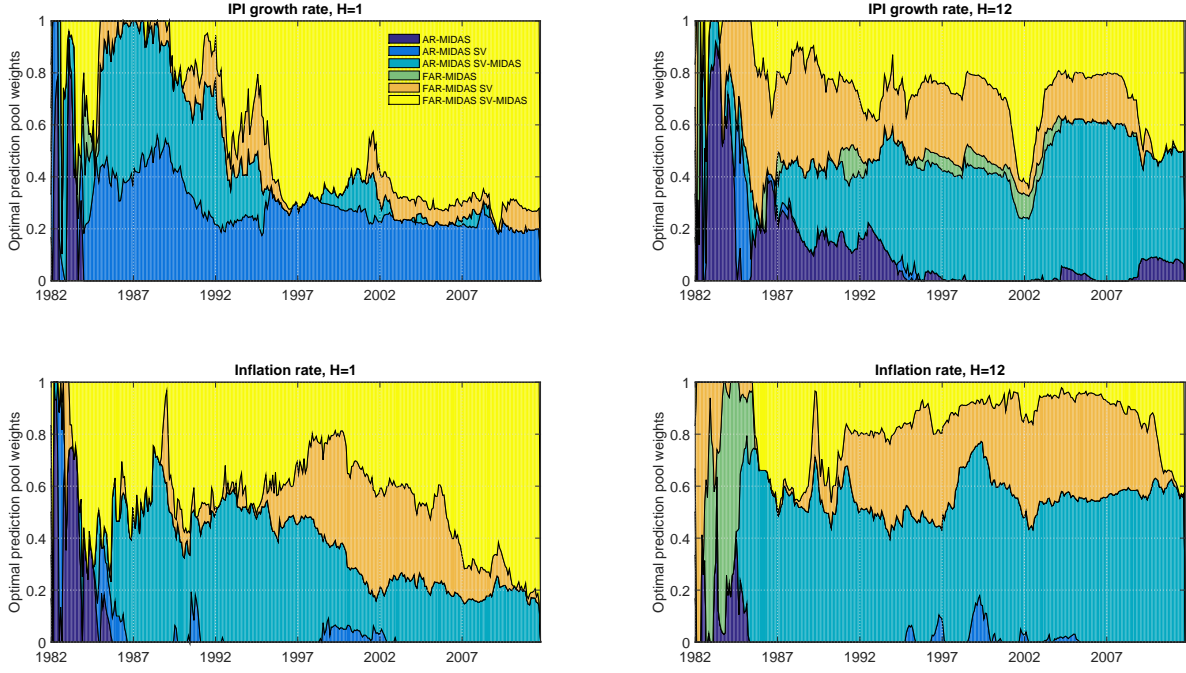 IPI growth rate, H=1
Optimal prediction pool weights
1
0.8
0.6
0.4
0.2
0
1982 1987 1992 1997 2002 2007
AR-MIDAS
AR-MIDAS SV
AR-MIDAS SV-MIDAS
FAR-MIDAS
FAR-MIDAS SV
FAR-MIDAS SV-MIDAS
IPI growth rate, H=12
Optimal prediction pool weights
1
0.8
0.6
0.4
0.2
0
1982 1987 1992 1997 2002 2007
Inflation rate, H=1
Optimal prediction pool weights
1
0.8
0.6
0.4
0.2
0
1982 1987 1992 1997 2002 2007
Inflation rate, H=12
Optimal prediction pool weights
1
0.8
0.6
0.4
0.2
0
1982 1987 1992 1997 2002 2007